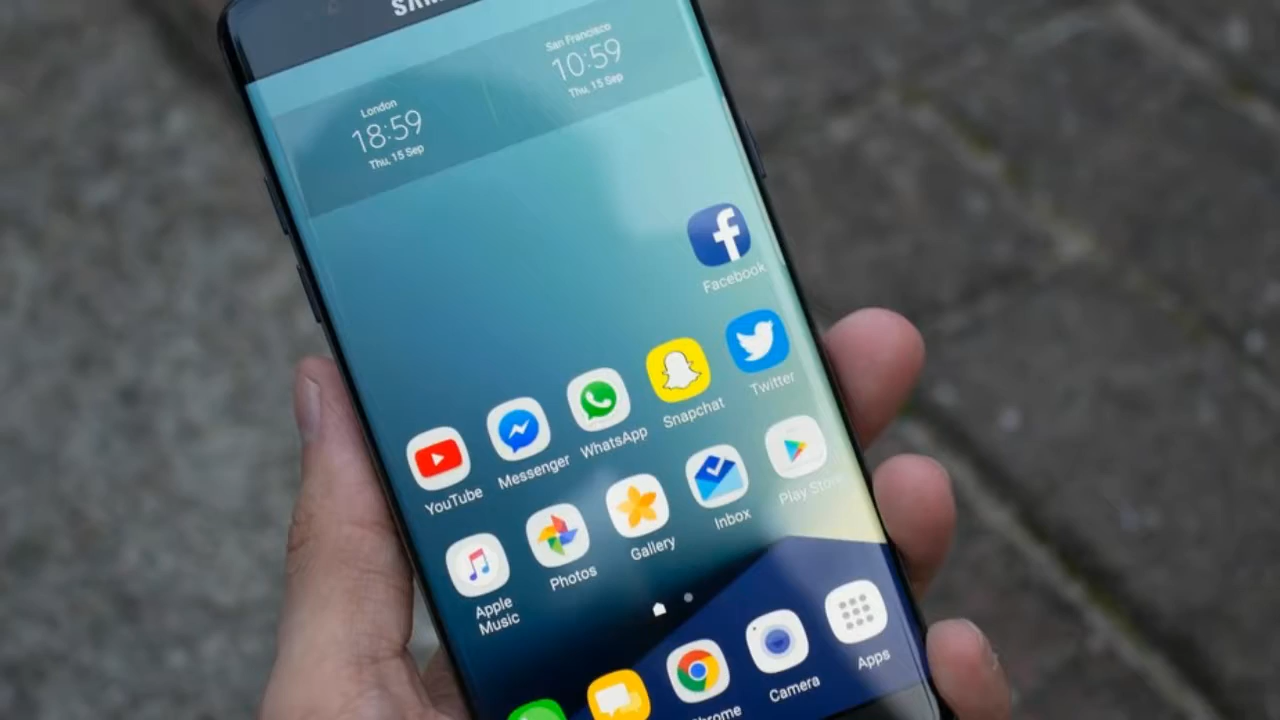 London
18:59
Thu, 15 Sep
San Francisco
10:59
Thu, 15 Sep
Facebook
YouTube
Messenger
WhatsApp
Snapchat
Twitter
Apple
Music
Photos
Gallery
Inbox
Play Store
Camera
Apps